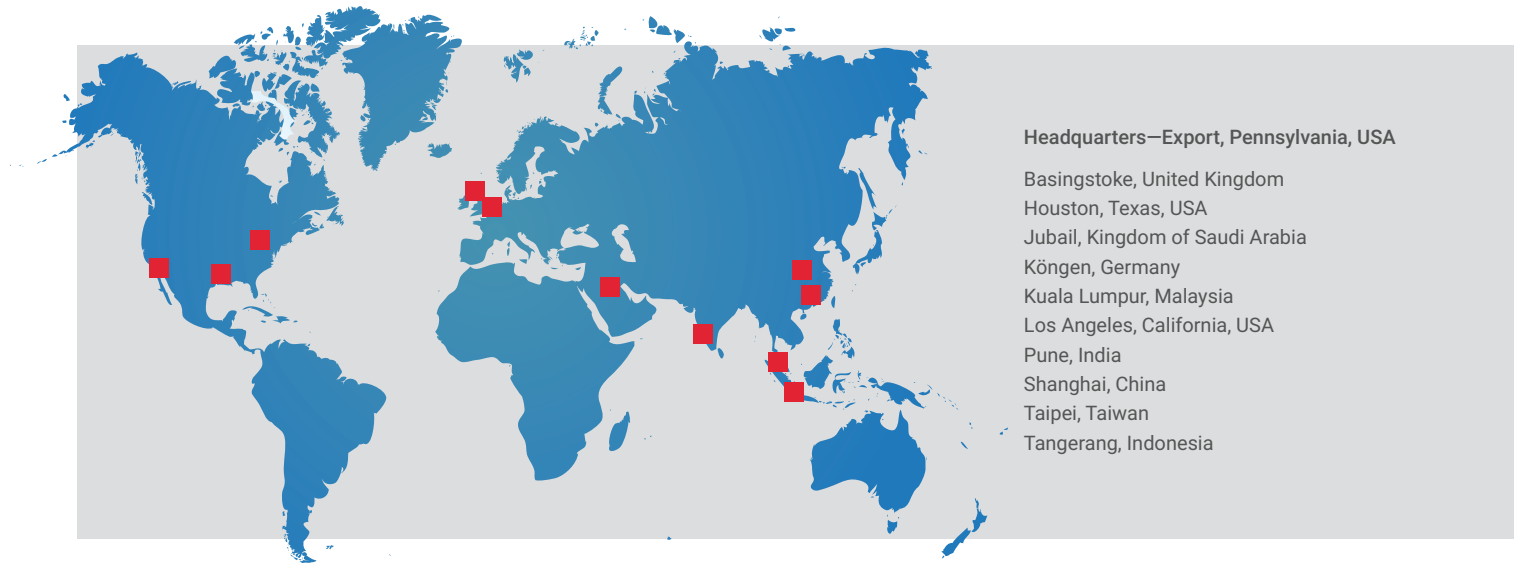 Headquarters—Export, Pennsylvania, USA
Basingstoke, United Kingdom
Houston, Texas, USA
Jubail, Kingdom of Saudi Arabia
Köngen, Germany
Kuala Lumpur, Malaysia
Los Angeles, California, USA
Pune, India
Shanghai, China
Taipei, Taiwan
Tangerang, Indonesia